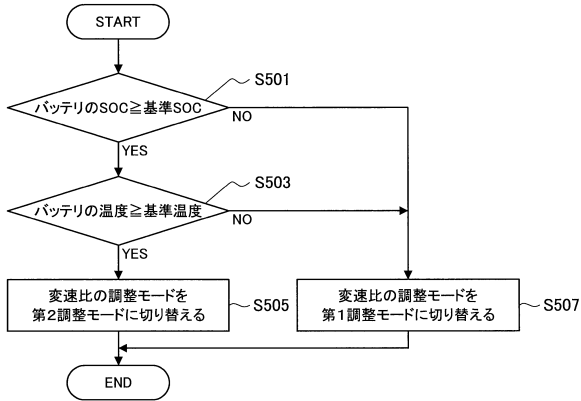 START
S501
バッテリのSOC≧基準SOC
NO
YES
S503
バッテリの温度≧基準温度
NO
YES
変速比の調整モードを
第2調整モードに切り替える
S505
変速比の調整モードを
第1調整モードに切り替える
S507
END